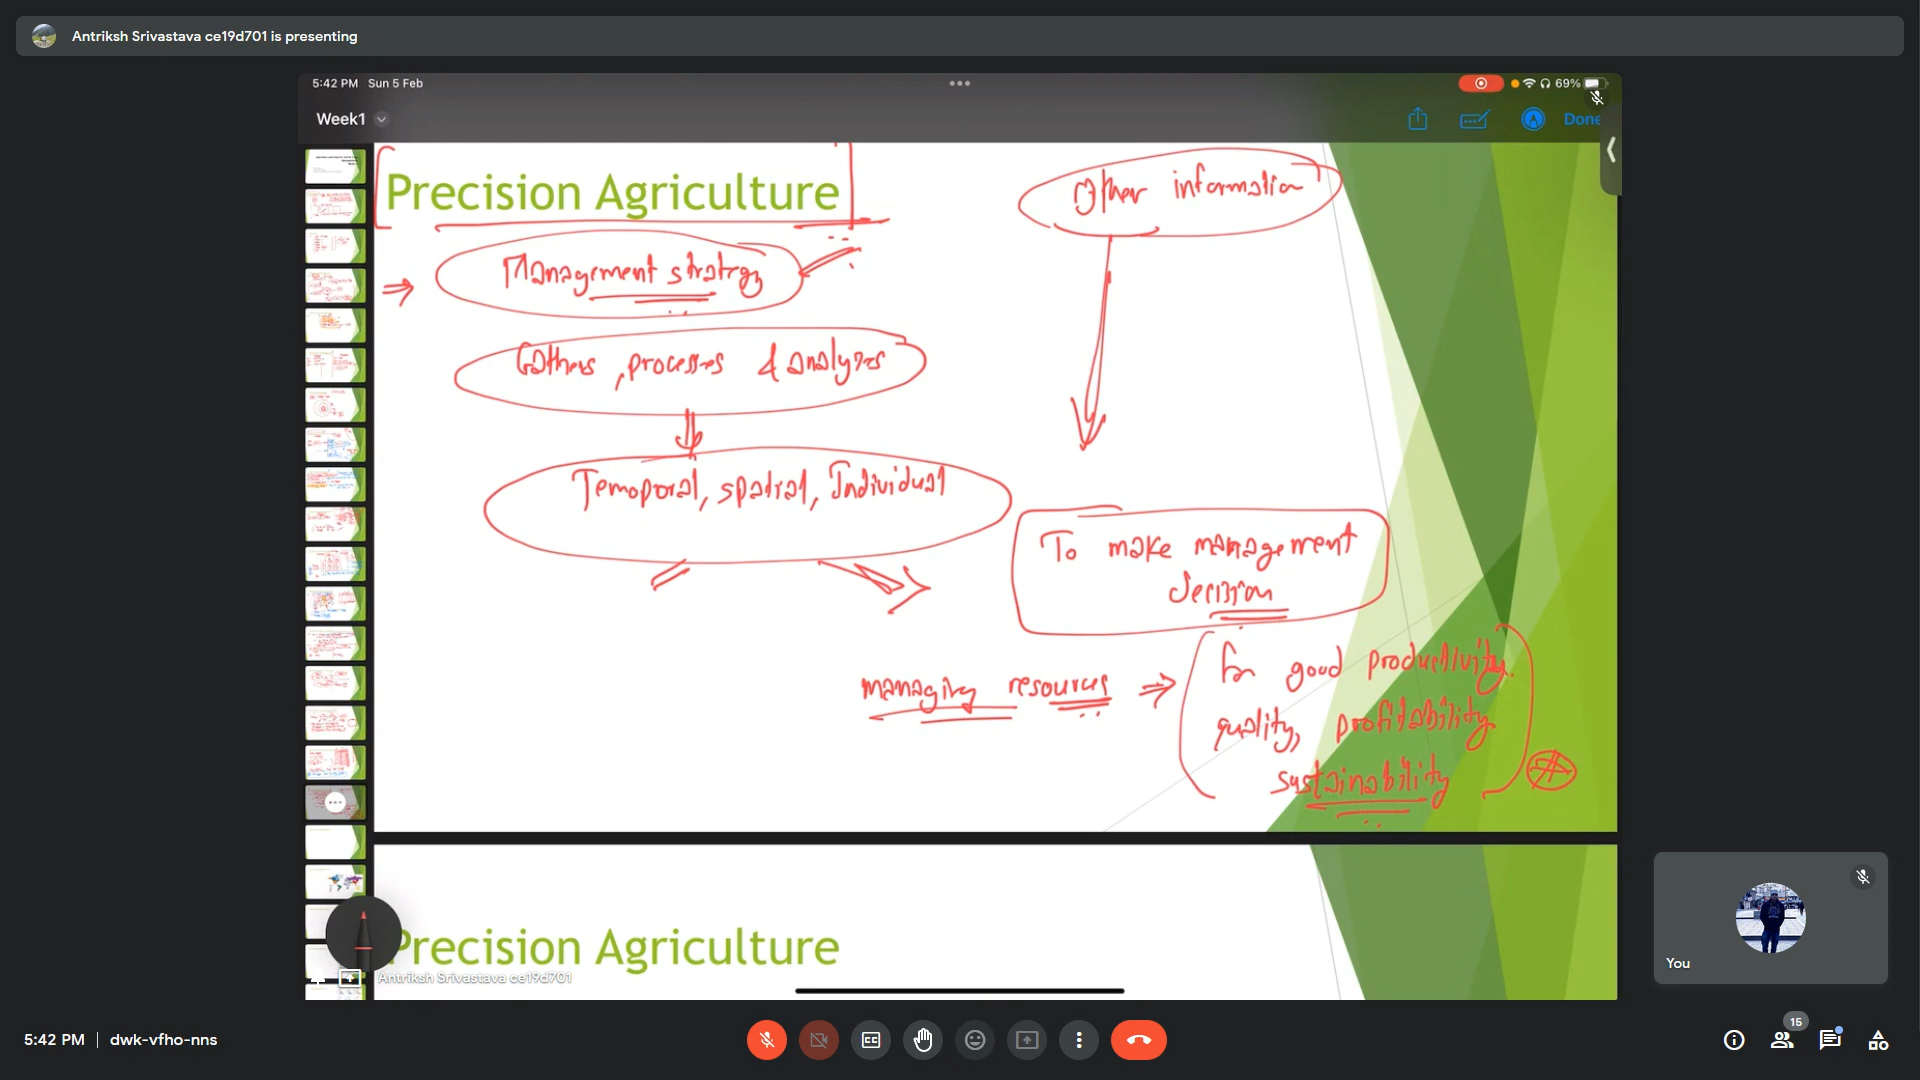 Antriksh Srivastava ce19d701 is presenting
5:42 PM Sun 5 Feb
69%
Week1
Done
Precision Agriculture
Other information
Management strategy
Gathers, processes & analyzes
Temoporal, spatial, Individual
To make management
decision
managing resources ⇒
For good productivity,
quality, profitability
sustainability
Precision Agriculture
Antriksh Srivastava ce19d701
You
5:42 PM | dwk-vfho-nns
CC
15